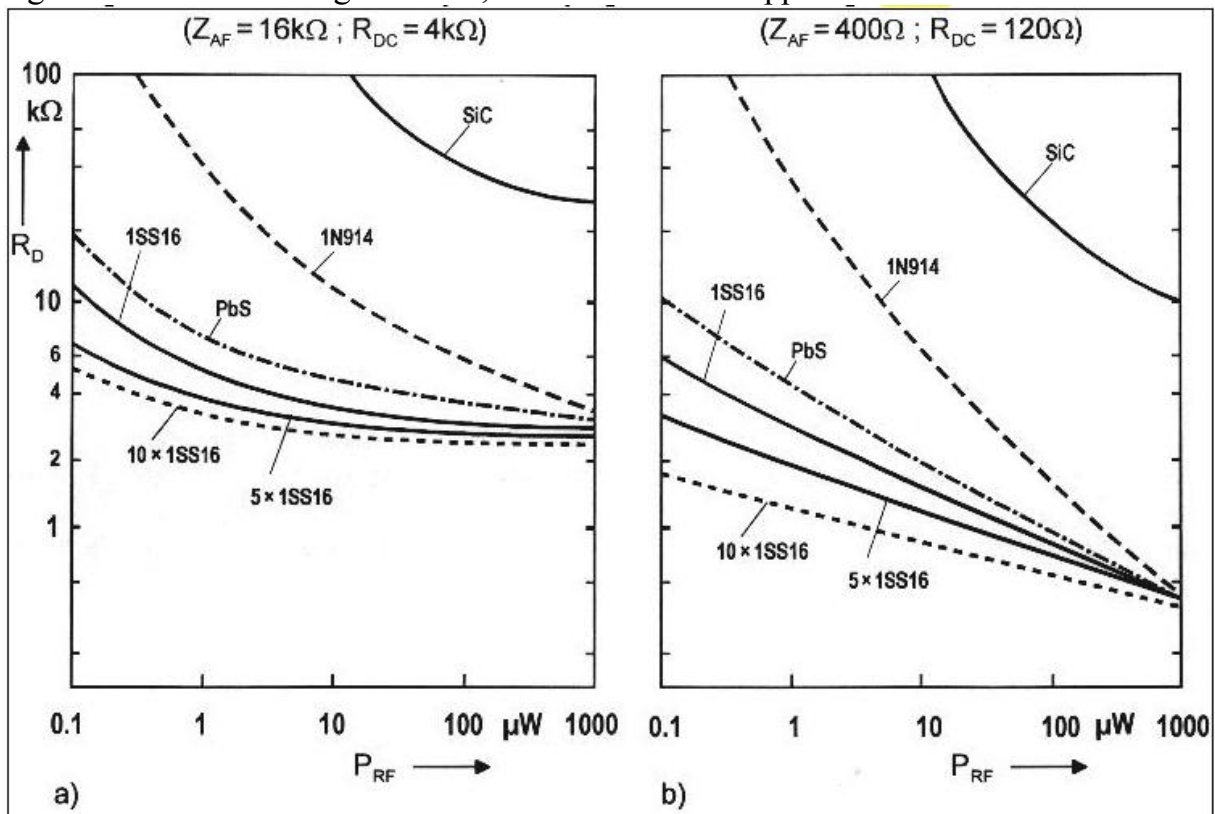 (Z_AF = 16kΩ ; R_DC = 4kΩ)
(Z_AF = 400Ω ; R_DC = 120Ω)
100
kΩ
R_D
10
6
4
2
1
SiC
1N914
1SS16
PbS
10 × 1SS16
5 × 1SS16
0.1 1 10 100 μW 1000
P_RF
a)
SiC
1N914
1SS16
PbS
10 × 1SS16
5 × 1SS16
0.1 1 10 100 μW 1000
P_RF
b)